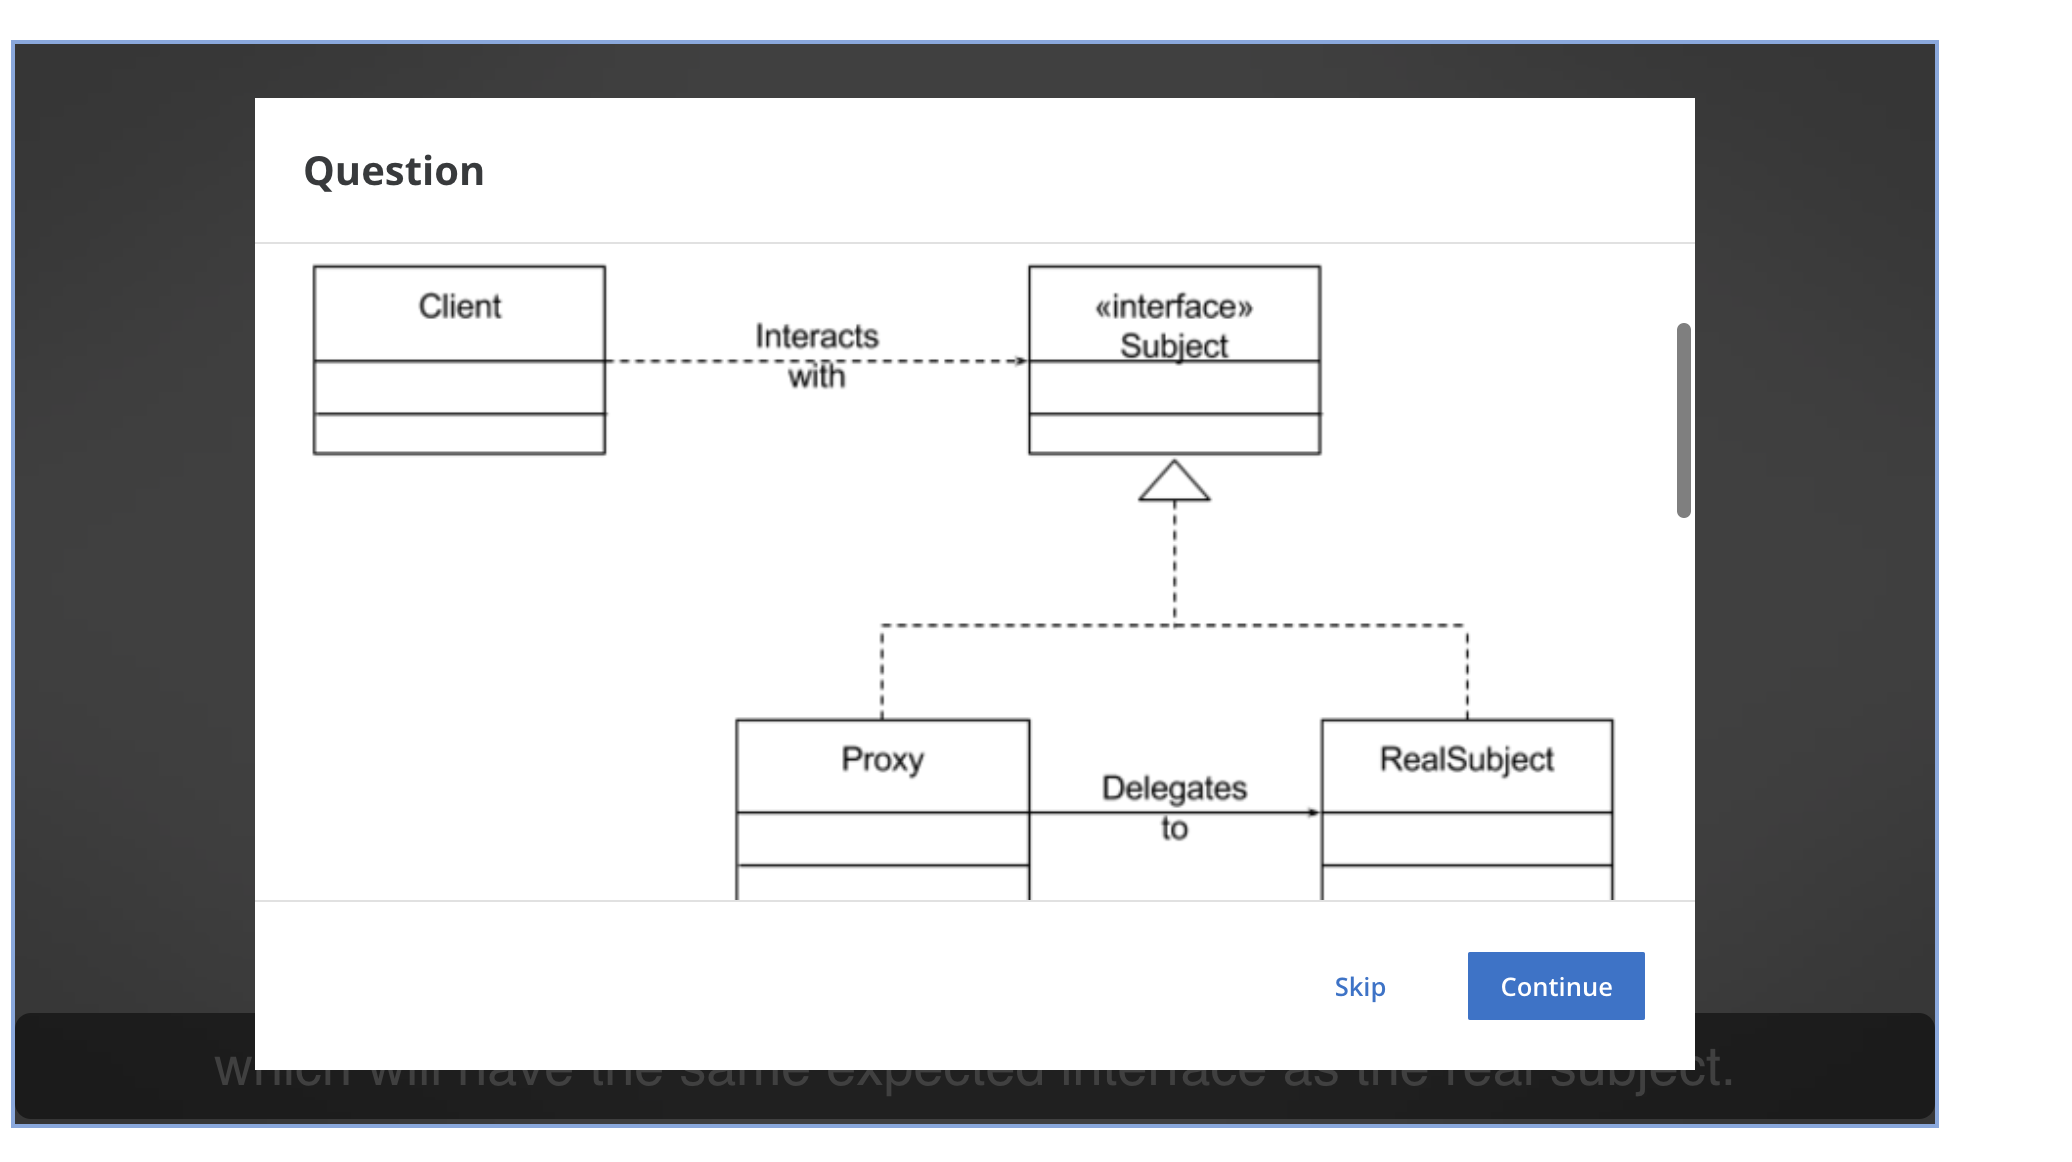 Question
Client
Interacts
with
«interface»
Subject
Proxy
Delegates
to
RealSubject
Skip
Continue
which will have the same expected interface as the real subject.